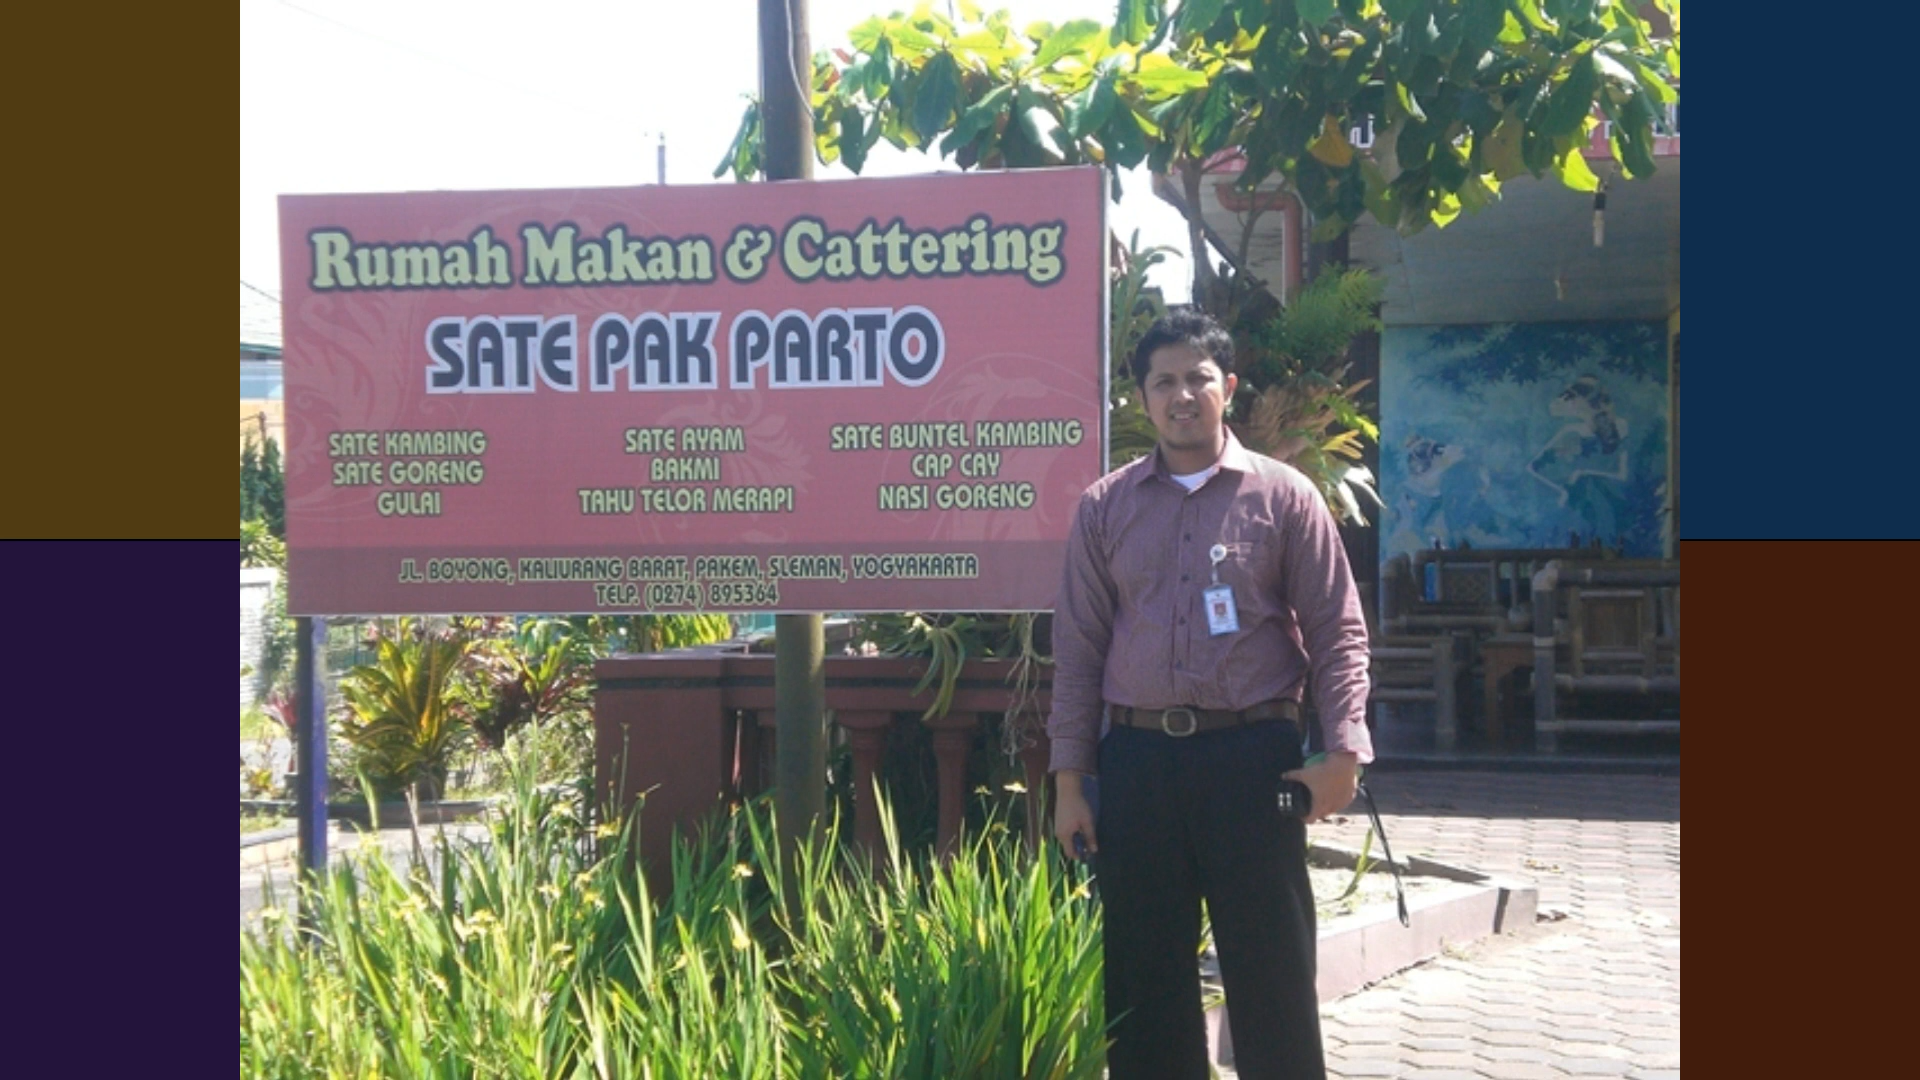 Rumah Makan & Cattering
SATE PAK PARTO
SATE KAMBING
SATE GORENG
GULAI
SATE AYAM
BAKMI
TAHU TELOR MERAPI
SATE BUNTEL KAMBING
CAP CAY
NASI GORENG
JL. BOYONG, KALIURANG BARAT, PAKEM, SLEMAN, YOGYAKARTA
TELP. (0274) 895364